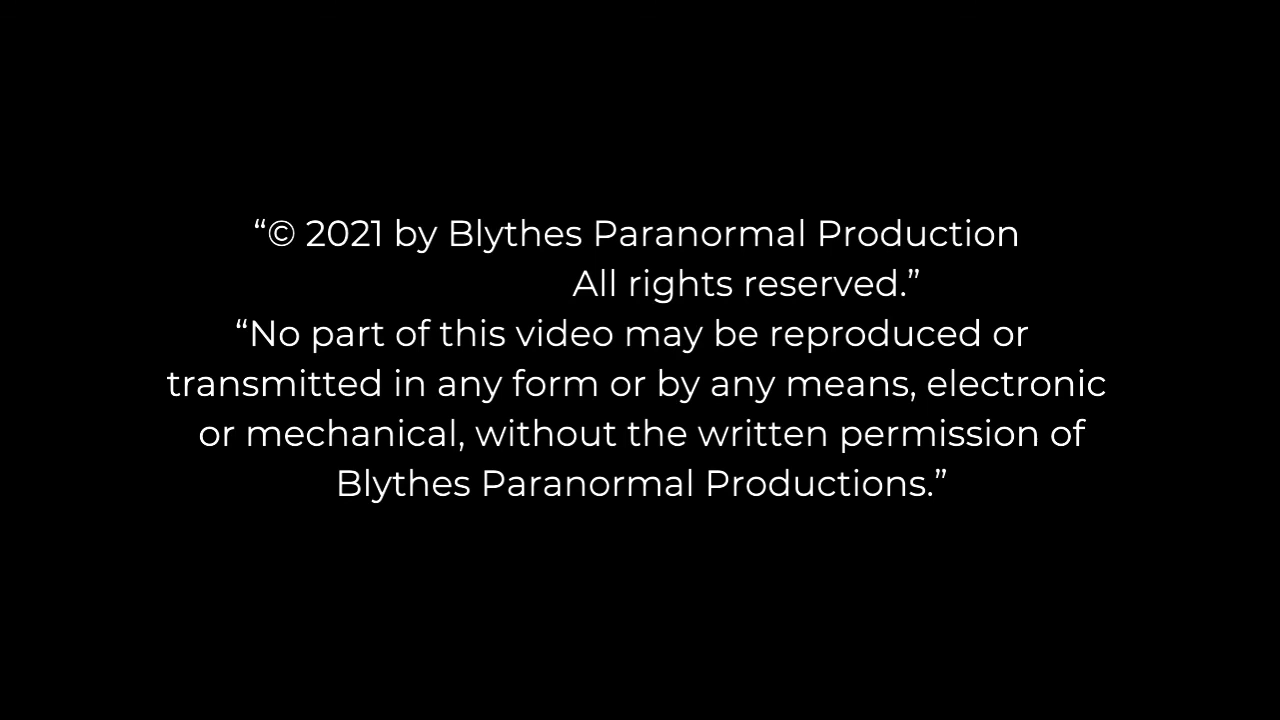 “© 2021 by Blythes Paranormal Production
All rights reserved.”
“No part of this video may be reproduced or
transmitted in any form or by any means, electronic
or mechanical, without the written permission of
Blythes Paranormal Productions.”